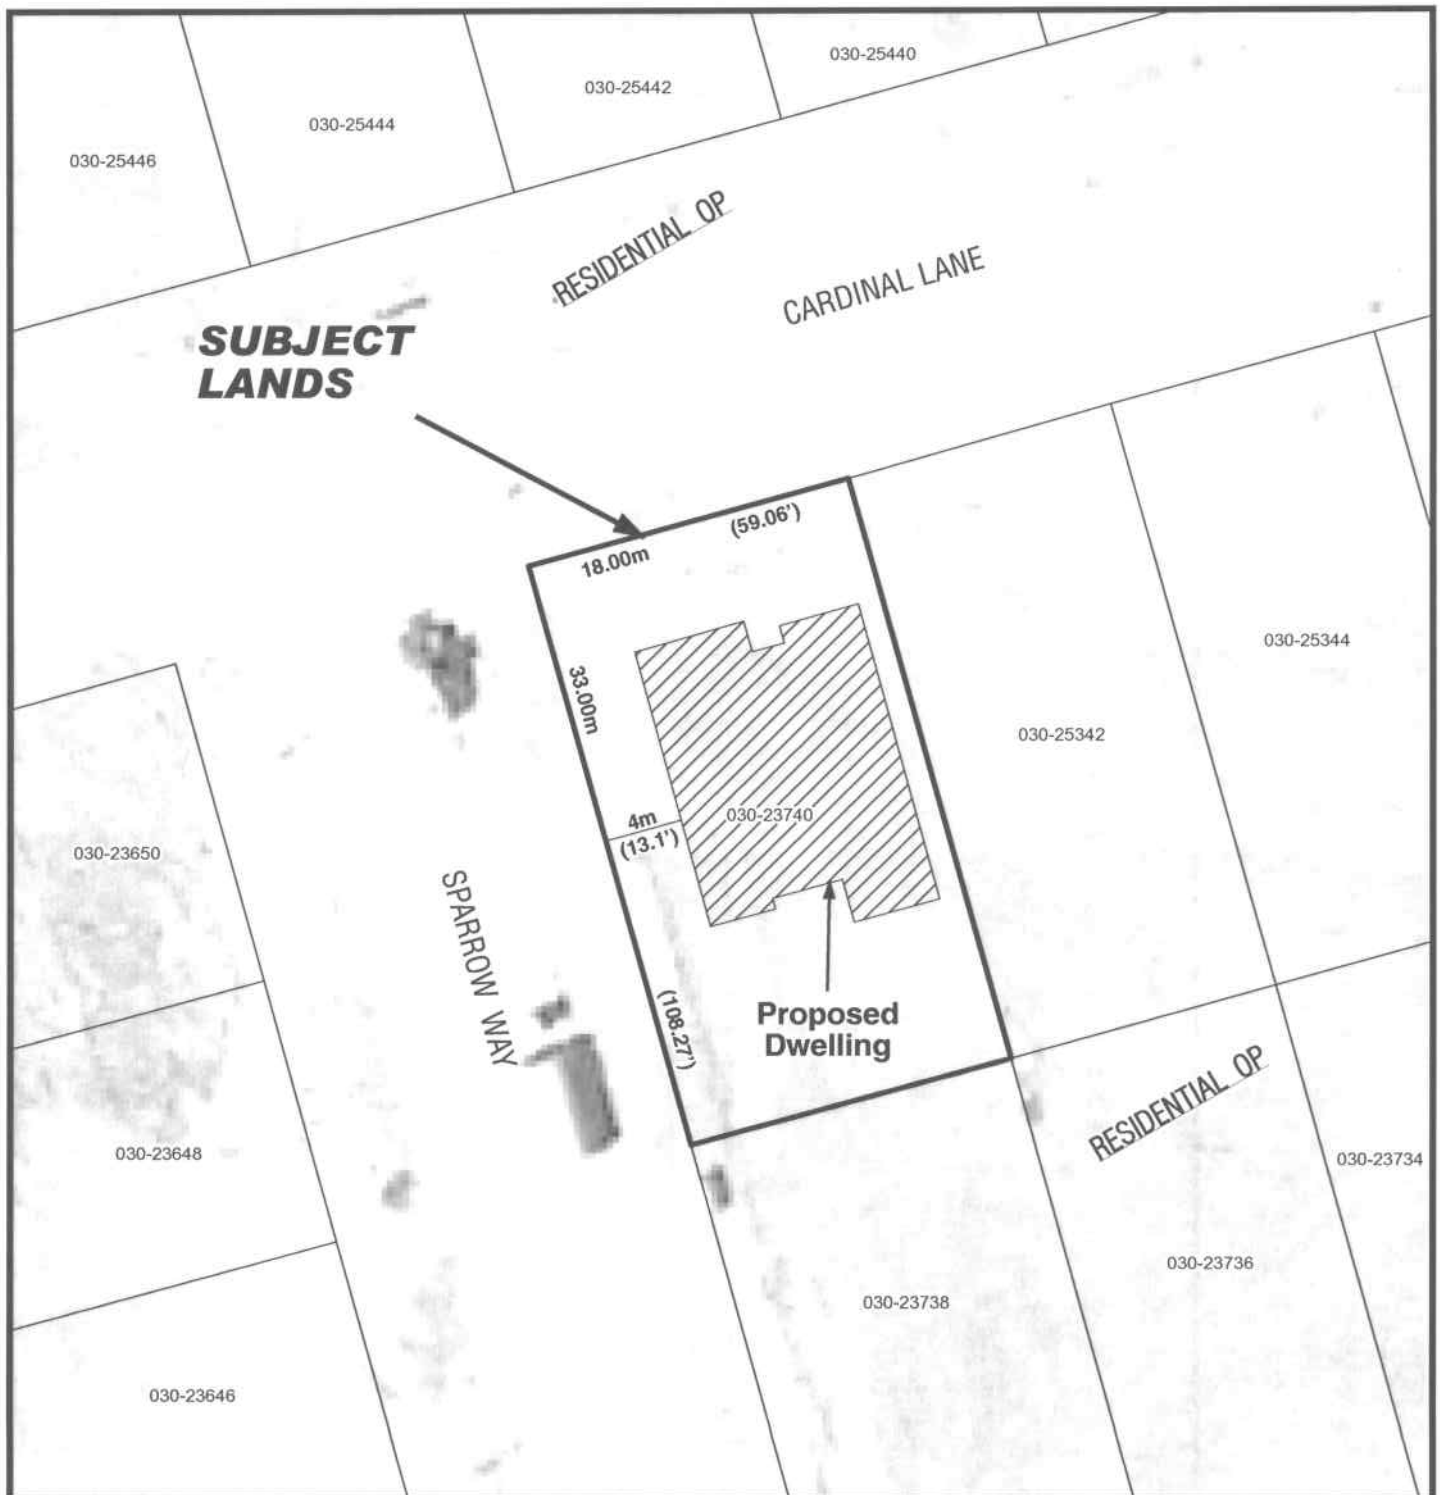 030-25440
030-25442
030-25444
030-25446
RESIDENTIAL OP
CARDINAL LANE
SUBJECT
LANDS
(59.06')
18.00m
33.00m
030-25344
030-25342
030-23740
4m
(13.1')
030-23650
SPARROW WAY
(108.27')
Proposed
Dwelling
RESIDENTIAL OP
030-23648
030-23734
030-23736
030-23738
030-23646